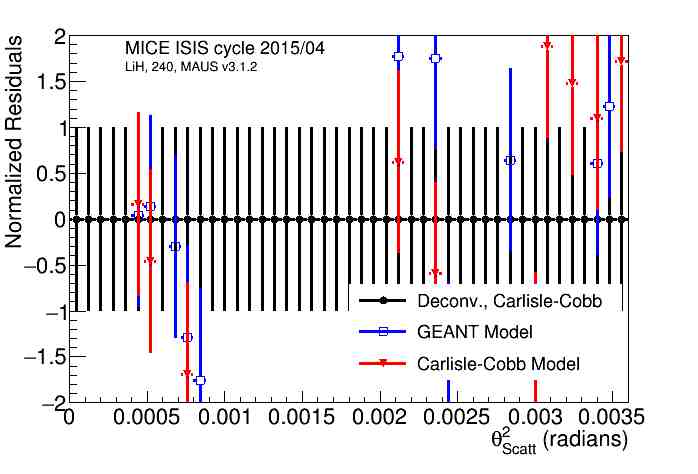 MICE ISIS cycle 2015/04
LiH, 240, MAUS v3.1.2
Normalized Residuals
2
1.5
1
0.5
0
−0.5
−1
−1.5
−2
Deconv., Carlisle-Cobb
GEANT Model
Carlisle-Cobb Model
0 0.0005 0.001 0.0015 0.002 0.0025 0.003 0.0035
θ²Scatt (radians)